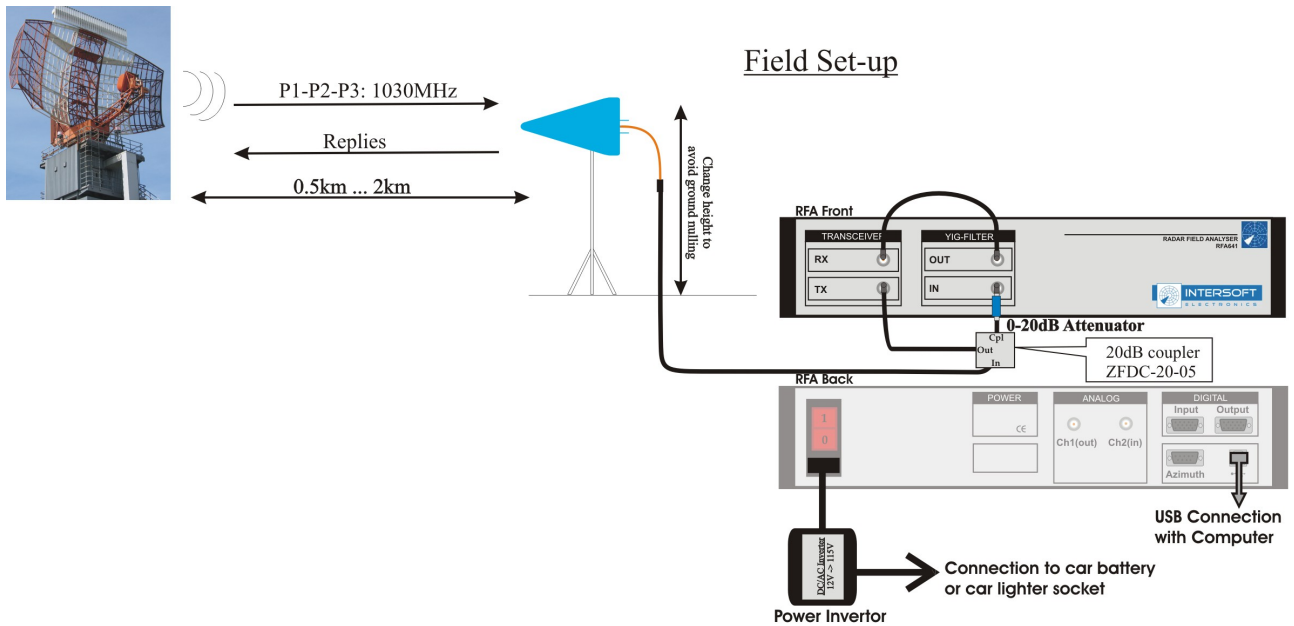 Field Set-up
P1-P2-P3: 1030MHz
Replies
0.5km ... 2km
Change height to
avoid ground nulling
RFA Front
TRANSCEIVER
YIG-FILTER
RX
OUT
TX
IN
RADAR FIELD ANALYSER
RFA641
INTERSOFT
ELECTRONICS
0-20dB Attenuator
Cpl
Out
In
20dB coupler
ZFDC-20-05
RFA Back
1
0
POWER
CE
ANALOG
Ch1(out)
Ch2(in)
DIGITAL
Input
Output
Azimuth
USB Connection
with Computer
DC/AC Inverter
12V -> 115V
Connection to car battery
or car lighter socket
Power Invertor